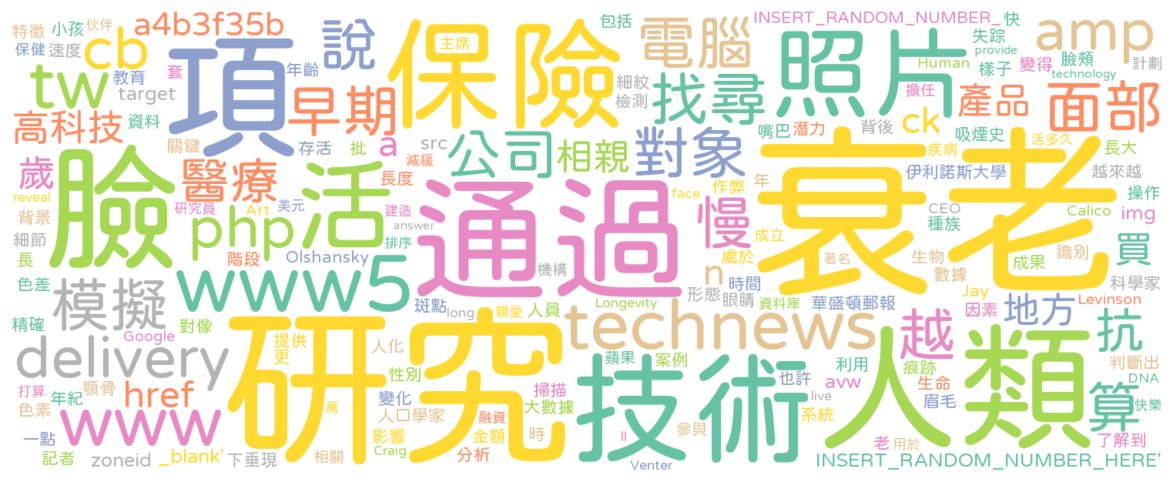 特徵 小孩 伙伴 a4b3f35b 說 保險 主席 包括 電腦 INSERT_RANDOM_NUMBER_ 快 amp
保健 速度 cb 項 年齡 細紋 照片 失踪 provide 計劃
tw 教育 套 target 早期 檢測 找尋 Human 臉頰 樣子 變得 technology
高科技 資料 關鍵 存活 批 a src 公司 相親 對象 嘴巴 潛力 背後 擔任 ck 產品 面部
歲 臉 醫療 活 減緩 長度 通過 作弊 年 衰老 吸煙史 疾病 活多久 長大
reveal 背景 研究員 Art 美元 建造 face 慢 伊利諾斯大學 越來越 操作
細節 php 階段 Olshansky 排序 answer 成立 處於 CEO 種族 Calico img
長 色差 www5 機構 n 時間 著名 生物 數據 成果 識別 買
模擬 斑點 long 親愛 人員 Longevity 形態 眼睛 資料庫 華盛頓郵報 Jay 因素 地方 科學家 Levinson
精確 Google 對像 提供 更 technews 越 抗
delivery 研究 人化 技術 蘋果 案例 利用 痕跡 人類 判斷出
打算 年紀 顎骨 href 性別 變化 掃描 大數據 也許 avw 生命 眉毛 算 DNA
色素 www 萬 人口學家 融資 live 系統 快樂
一點 記者 zoneid _blank' 下垂現 相關 影響 Craig 金額 分析 時 ll 參與 老 用於 了解到
Venter INSERT_RANDOM_NUMBER_HERE'